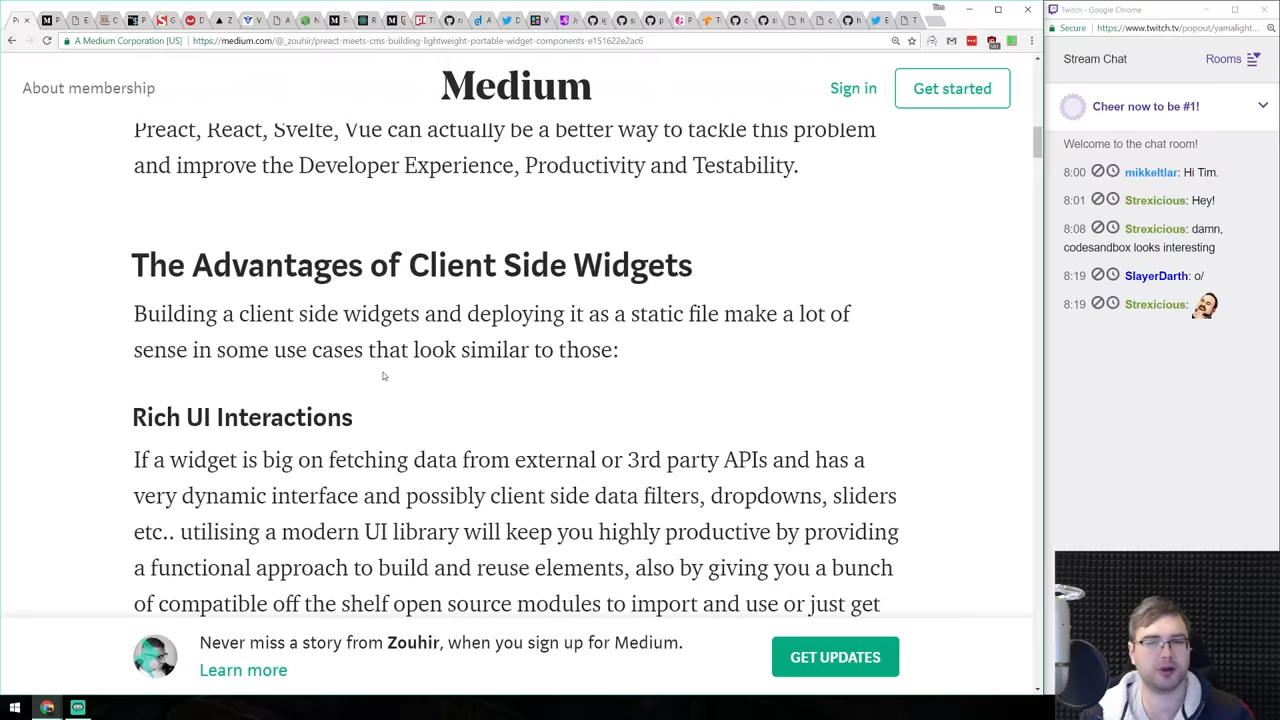 Twitch - Google Chrome
A Medium Corporation [US]
https://medium.com/@_zouhir/preact-meets-cms-building-lightweight-portable-widget-components-e151622e2ac6
Secure
https://www.twitch.tv/popout/yamalight...
About membership
Medium
Sign in
Get started
Stream Chat
Rooms
Cheer now to be #1!
Preact, React, Svelte, Vue can actually be a better way to tackle this problem
and improve the Developer Experience, Productivity and Testability.
The Advantages of Client Side Widgets
Building a client side widgets and deploying it as a static file make a lot of
sense in some use cases that look similar to those:
Rich UI Interactions
If a widget is big on fetching data from external or 3rd party APIs and has a
very dynamic interface and possibly client side data filters, dropdowns, sliders
etc.. utilising a modern UI library will keep you highly productive by providing
a functional approach to build and reuse elements, also by giving you a bunch
of compatible off the shelf open source modules to import and use or just get
Never miss a story from Zouhir, when you sign up for Medium.
Learn more
GET UPDATES
Welcome to the chat room!
8:00 mikkeltlar: Hi Tim.
8:01 Strexicious: Hey!
8:08 Strexicious: damn,
codesandbox looks interesting
8:19 SlayerDarth: o/
8:19 Strexicious: